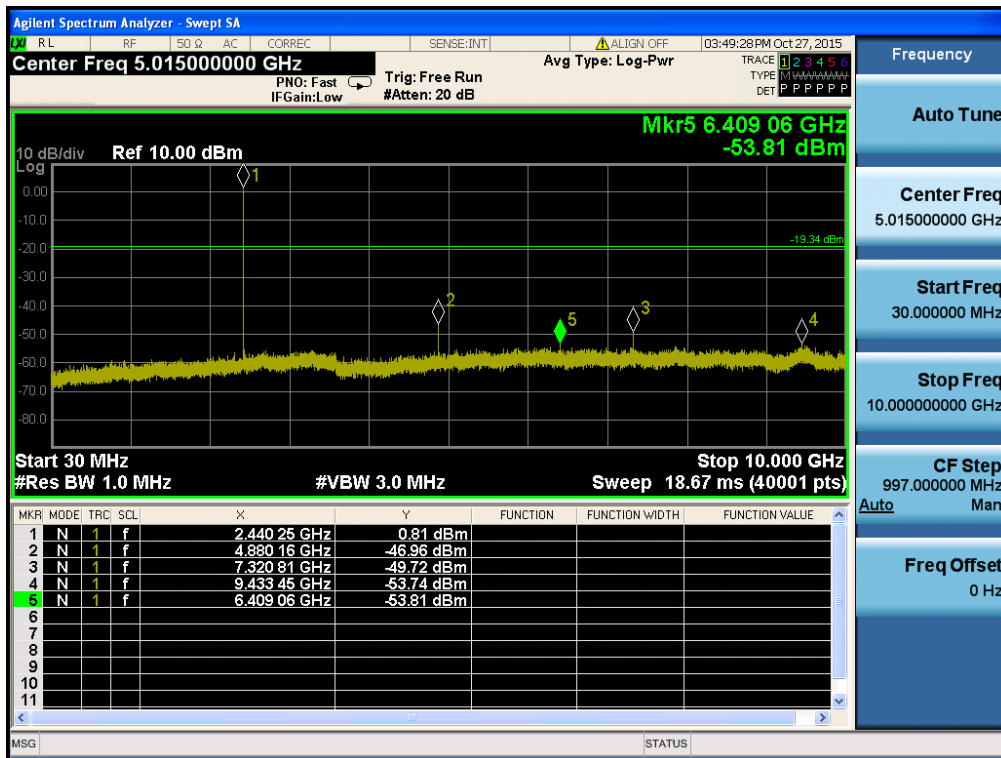 Agilent Spectrum Analyzer - Swept SA
LXI RL RF 50 Ω AC CORREC SENSE:INT ALIGN OFF 03:49:28 PM Oct 27, 2015
Center Freq 5.015000000 GHz
PNO: Fast
IFGain:Low
Trig: Free Run
#Atten: 20 dB
Avg Type: Log-Pwr
TRACE 1 2 3 4 5 6
TYPE M
DET P P P P P P
Mkr5 6.409 06 GHz
-53.81 dBm
10 dB/div Ref 10.00 dBm
Log
0.00
-10.0
-20.0
-30.0
-40.0
-50.0
-60.0
-70.0
-80.0
-19.34 dBm
1
2
5
3
4
Start 30 MHz Stop 10.000 GHz
#Res BW 1.0 MHz #VBW 3.0 MHz Sweep 18.67 ms (40001 pts)
MKR MODE TRC SCL X Y FUNCTION FUNCTION WIDTH FUNCTION VALUE
1 N 1 f 2.440 25 GHz 0.81 dBm
2 N 1 f 4.880 16 GHz -46.96 dBm
3 N 1 f 7.320 81 GHz -49.72 dBm
4 N 1 f 9.433 45 GHz -53.74 dBm
5 N 1 f 6.409 06 GHz -53.81 dBm
6
7
8
9
10
11
MSG STATUS
Frequency
Auto Tune
Center Freq
5.015000000 GHz
Start Freq
30.000000 MHz
Stop Freq
10.000000000 GHz
CF Step
997.000000 MHz
Auto Man
Freq Offset
0 Hz